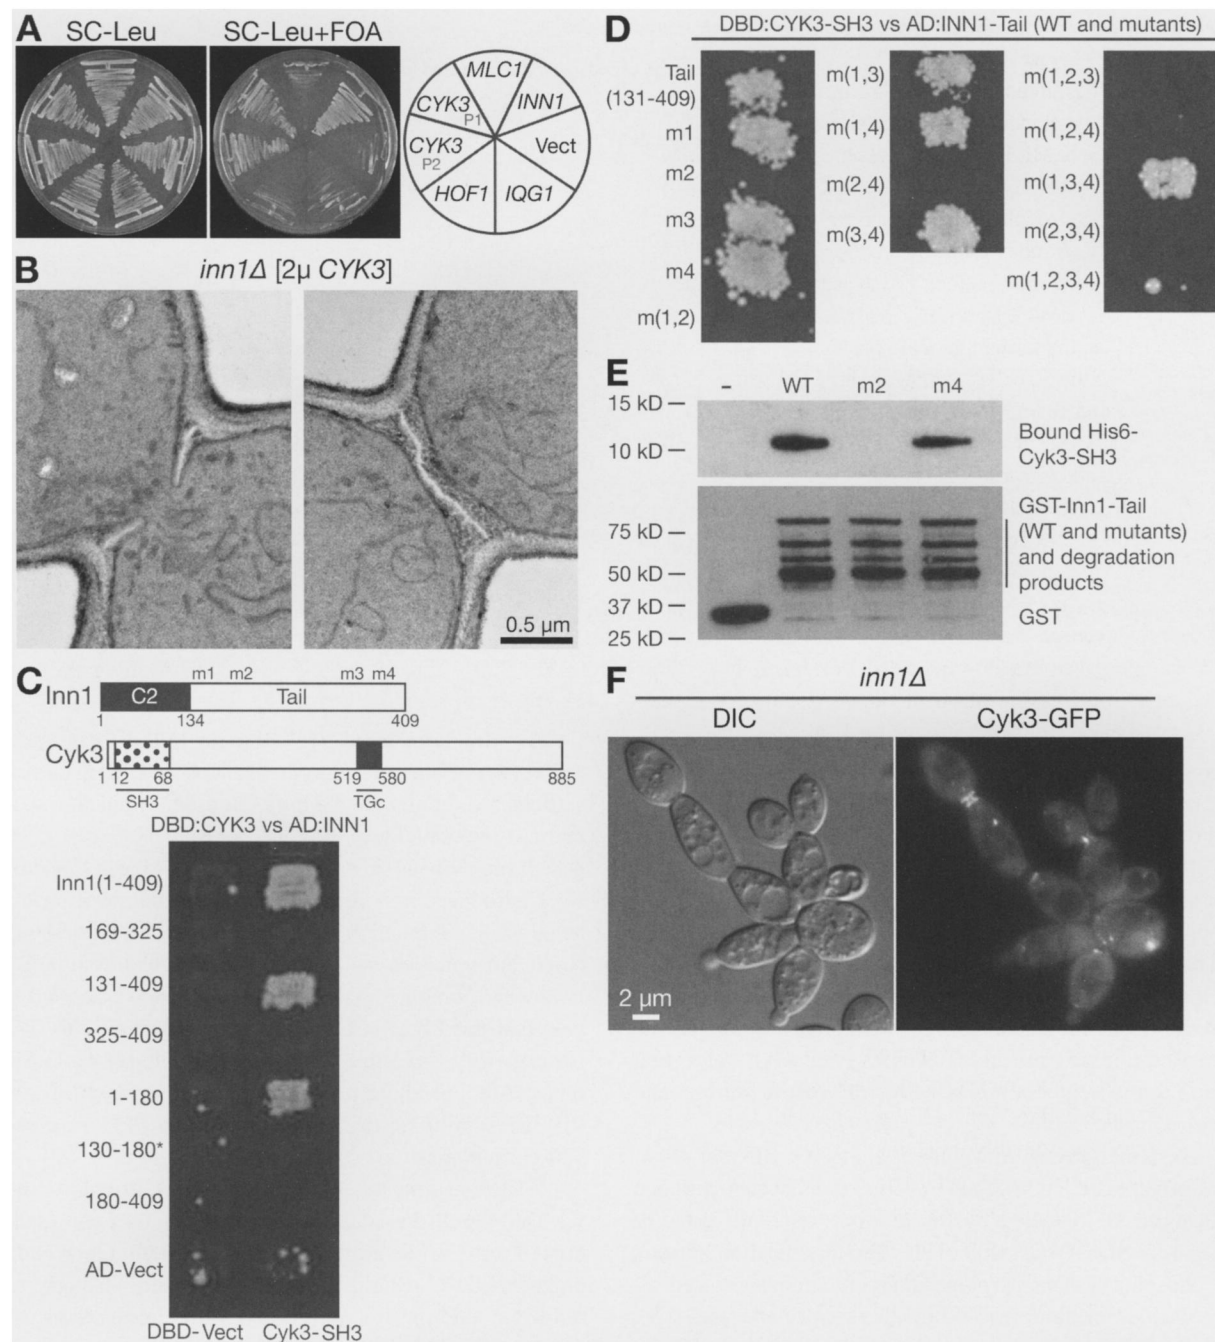 A
SC-Leu
SC-Leu+FOA
MLC1
INN1
Vect
IQG1
HOF1
CYK3
P2
CYK3
P1
B
inn1Δ [2μ CYK3]
0.5 μm
C
m1 m2 m3 m4
Inn1
C2
Tail
1 134 409
Cyk3
1 12 68 519 580 885
SH3 TGc
DBD:CYK3 vs AD:INN1
Inn1(1-409)
169-325
131-409
325-409
1-180
130-180*
180-409
AD-Vect
DBD-Vect Cyk3-SH3
D
DBD:CYK3-SH3 vs AD:INN1-Tail (WT and mutants)
Tail
(131-409)
m1
m2
m3
m4
m(1,2)
m(1,3)
m(1,4)
m(2,4)
m(3,4)
m(1,2,3)
m(1,2,4)
m(1,3,4)
m(2,3,4)
m(1,2,3,4)
E
– WT m2 m4
15 kD
10 kD
Bound His6-
Cyk3-SH3
75 kD
50 kD
37 kD
25 kD
GST-Inn1-Tail
(WT and mutants)
and degradation
products
GST
F
inn1Δ
DIC
Cyk3-GFP
2 μm